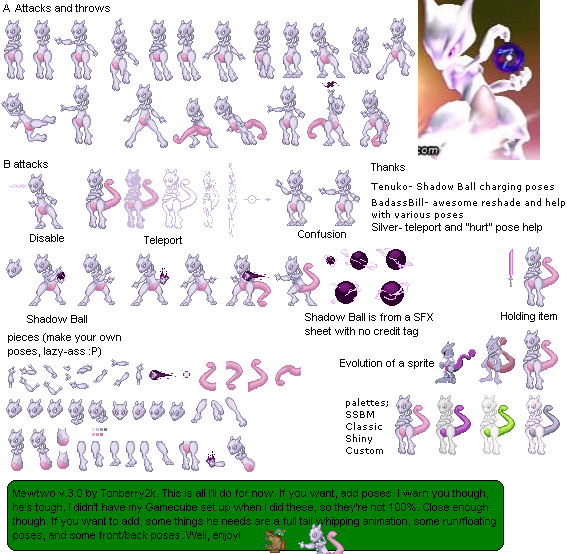 A Attacks and throws
com
B attacks
Thanks
Tenuko- Shadow Ball charging poses
BadassBill- awesome reshade and help
with various poses
Silver- teleport and "hurt" pose help
Disable
Teleport
Confusion
Shadow Ball
Shadow Ball is from a SFX
sheet with no credit tag
Holding item
pieces (make your own
poses, lazy-ass :P)
Evolution of a sprite
palettes;
SSBM
Classic
Shiny
Custom
Mewtwo v.3.0 by Tonberry2k. This is all I'll do for now. If you want, add poses. I warn you though,
he's tough. I didn't have my Gamecube set up when I did these, so they're not 100%. Close enough
though. If you want to add, some things he needs are a full tail whipping animation, some run/floating
poses, and some front/back poses. Well, enjoy!